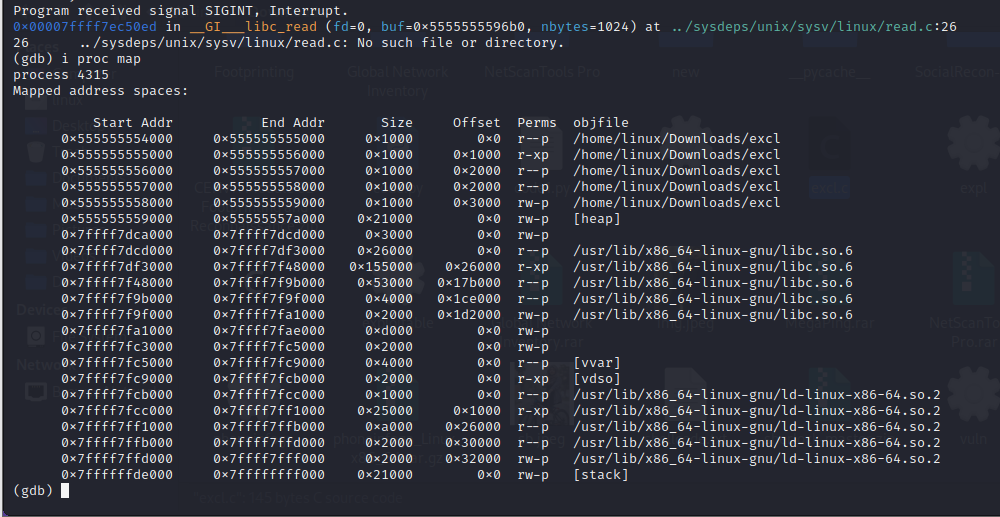 Program received signal SIGINT, Interrupt.
0x00007ffff7ec50ed in __GI___libc_read (fd=0, buf=0x5555555596b0, nbytes=1024) at ../sysdeps/unix/sysv/linux/read.c:26
26 ../sysdeps/unix/sysv/linux/read.c: No such file or directory.
(gdb) i proc map
process 4315
Mapped address spaces:
Start Addr End Addr Size Offset Perms objfile
0x555555554000 0x555555555000 0x1000 0x0 r--p /home/linux/Downloads/excl
0x555555555000 0x555555556000 0x1000 0x1000 r-xp /home/linux/Downloads/excl
0x555555556000 0x555555557000 0x1000 0x2000 r--p /home/linux/Downloads/excl
0x555555557000 0x555555558000 0x1000 0x2000 r--p /home/linux/Downloads/excl
0x555555558000 0x555555559000 0x1000 0x3000 rw-p /home/linux/Downloads/excl
0x555555559000 0x55555557a000 0x21000 0x0 rw-p [heap]
0x7ffff7dca000 0x7ffff7dcd000 0x3000 0x0 rw-p
0x7ffff7dcd000 0x7ffff7df3000 0x26000 0x0 r--p /usr/lib/x86_64-linux-gnu/libc.so.6
0x7ffff7df3000 0x7ffff7f48000 0x155000 0x26000 r-xp /usr/lib/x86_64-linux-gnu/libc.so.6
0x7ffff7f48000 0x7ffff7f9b000 0x53000 0x17b000 r--p /usr/lib/x86_64-linux-gnu/libc.so.6
0x7ffff7f9b000 0x7ffff7f9f000 0x4000 0x1ce000 r--p /usr/lib/x86_64-linux-gnu/libc.so.6
0x7ffff7f9f000 0x7ffff7fa1000 0x2000 0x1d2000 rw-p /usr/lib/x86_64-linux-gnu/libc.so.6
0x7ffff7fa1000 0x7ffff7fae000 0xd000 0x0 rw-p
0x7ffff7fc3000 0x7ffff7fc5000 0x2000 0x0 rw-p
0x7ffff7fc5000 0x7ffff7fc9000 0x4000 0x0 r--p [vvar]
0x7ffff7fc9000 0x7ffff7fcb000 0x2000 0x0 r-xp [vdso]
0x7ffff7fcb000 0x7ffff7fcc000 0x1000 0x0 r--p /usr/lib/x86_64-linux-gnu/ld-linux-x86-64.so.2
0x7ffff7fcc000 0x7ffff7ff1000 0x25000 0x1000 r-xp /usr/lib/x86_64-linux-gnu/ld-linux-x86-64.so.2
0x7ffff7ff1000 0x7ffff7ffb000 0xa000 0x26000 r--p /usr/lib/x86_64-linux-gnu/ld-linux-x86-64.so.2
0x7ffff7ffb000 0x7ffff7ffd000 0x2000 0x30000 r--p /usr/lib/x86_64-linux-gnu/ld-linux-x86-64.so.2
0x7ffff7ffd000 0x7ffff7fff000 0x2000 0x32000 rw-p /usr/lib/x86_64-linux-gnu/ld-linux-x86-64.so.2
0x7ffffffde000 0x7ffffffff000 0x21000 0x0 rw-p [stack]
(gdb)